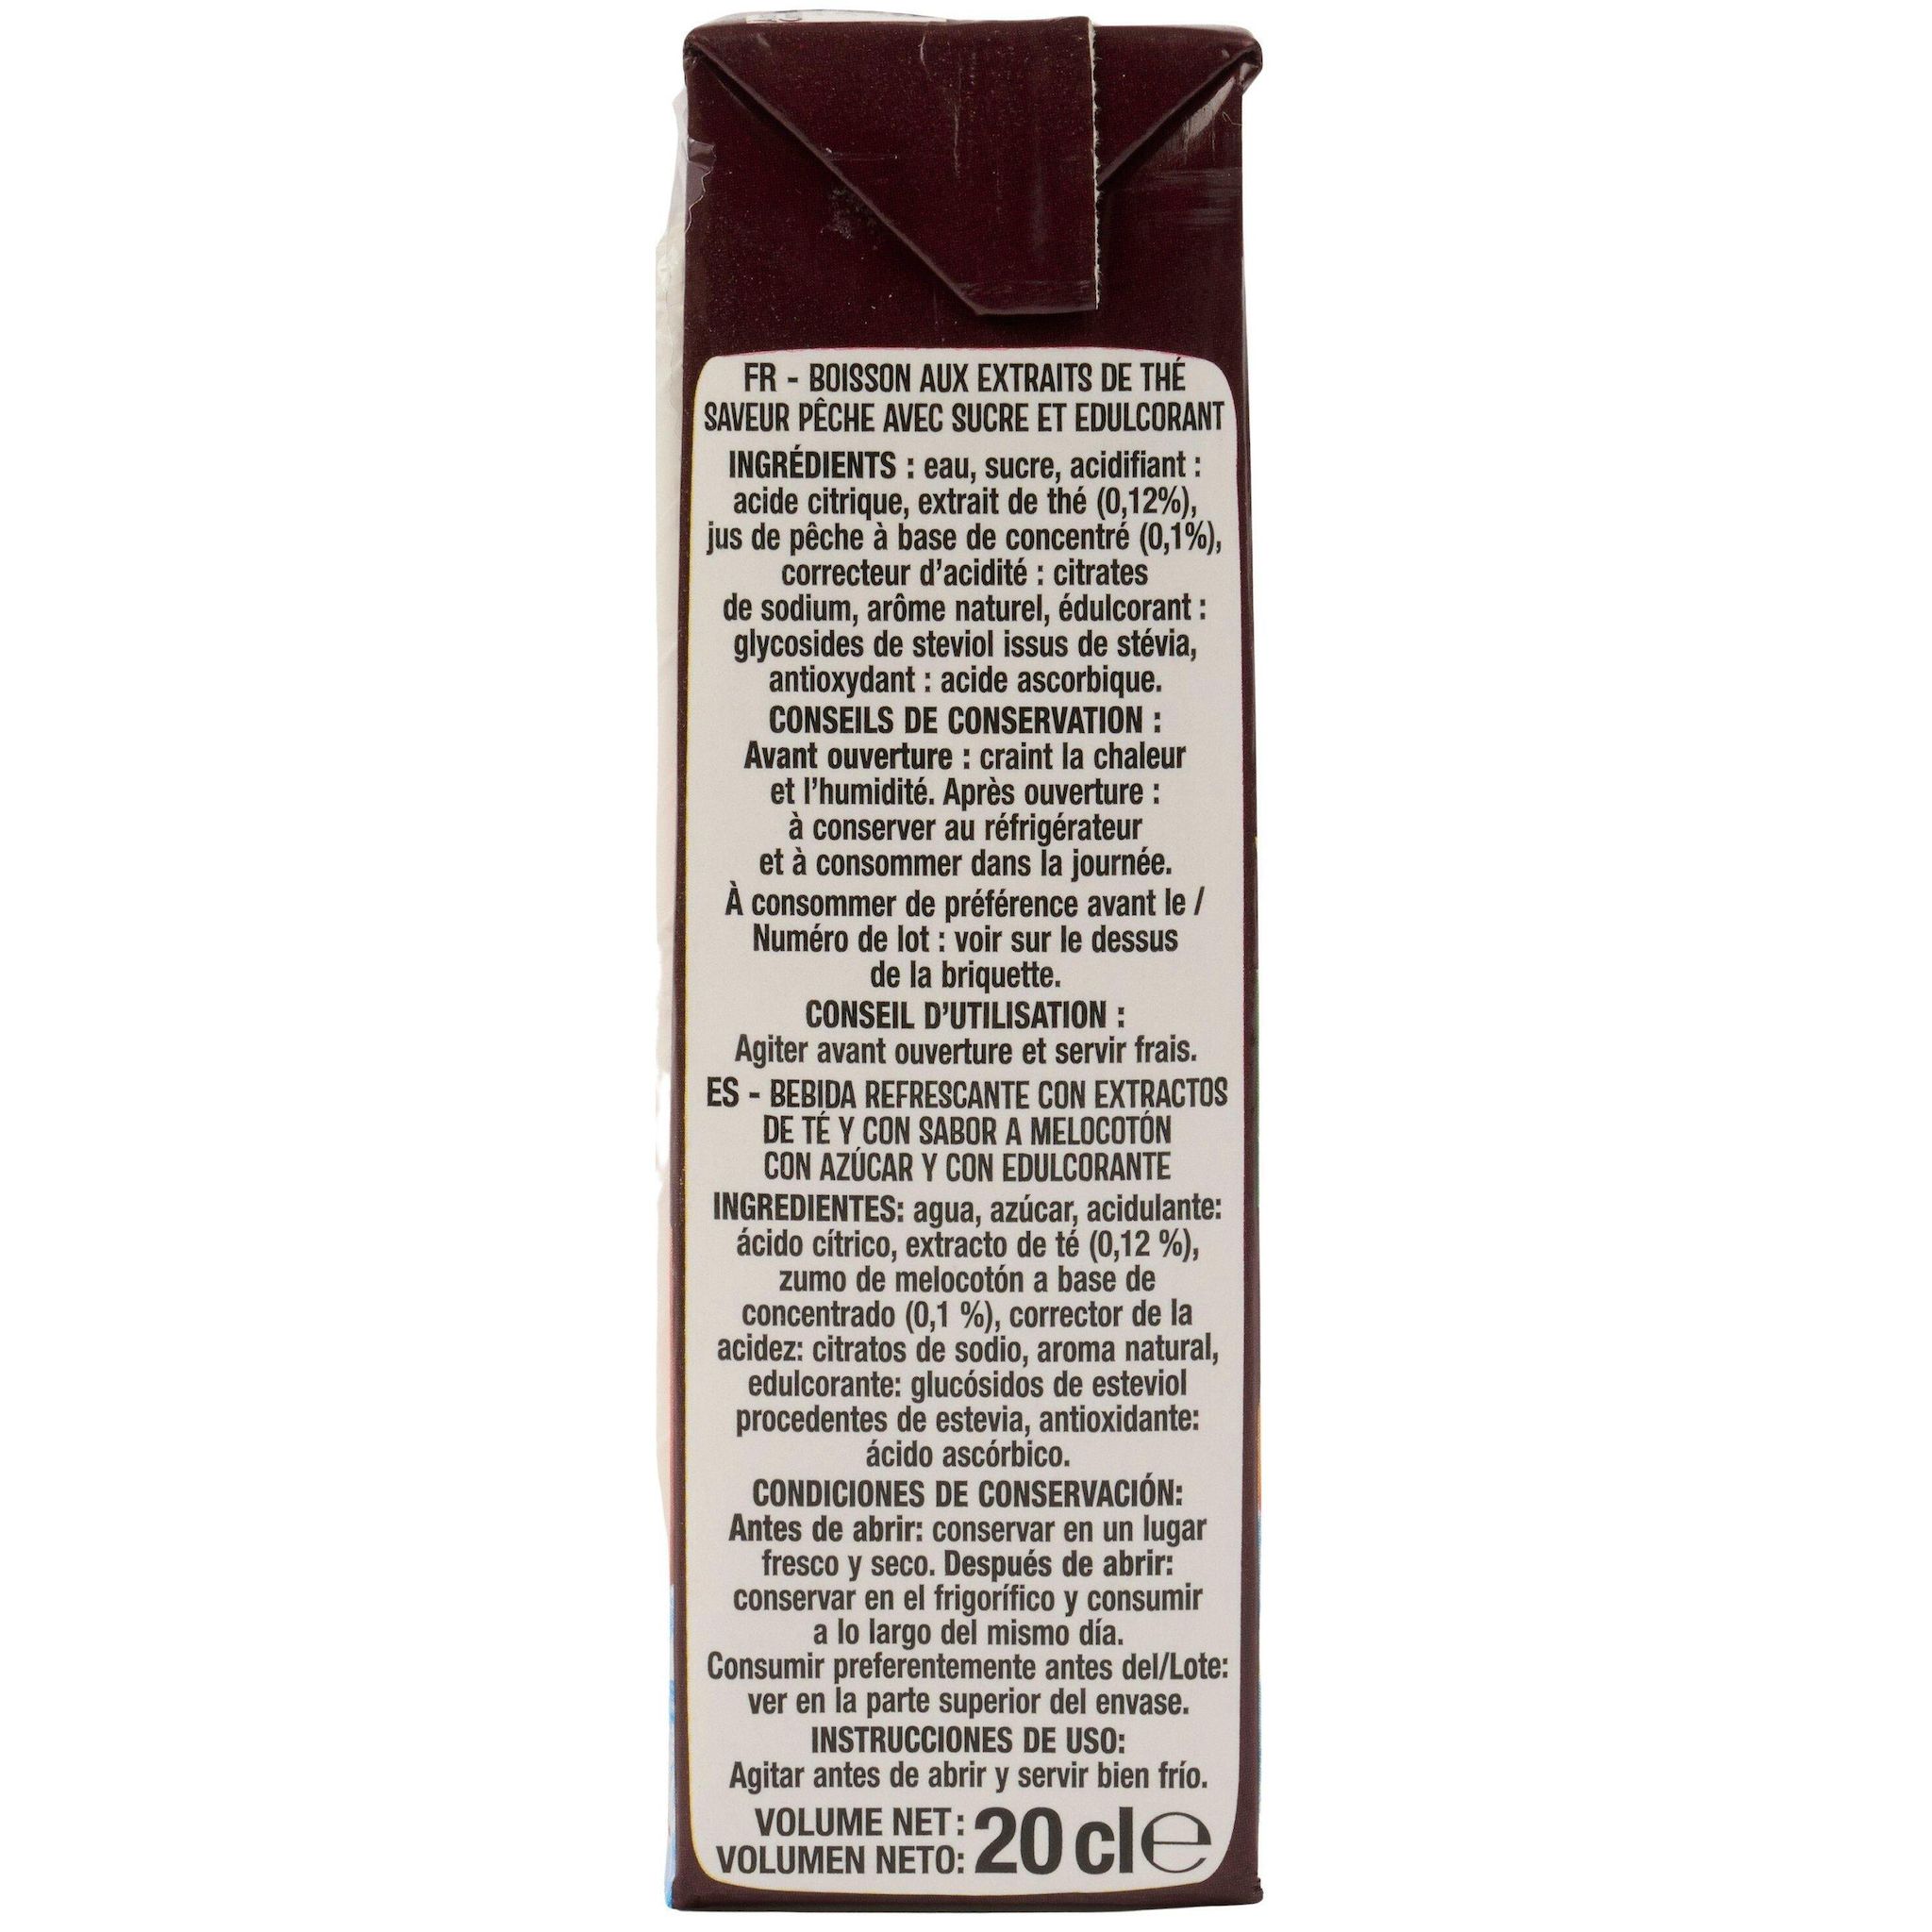 FR - BOISSON AUX EXTRAITS DE THÉ
SAVEUR PÊCHE AVEC SUCRE ET EDULCORANT
INGRÉDIENTS : eau, sucre, acidifiant :
acide citrique, extrait de thé (0,12%),
jus de pêche à base de concentré (0,1%),
correcteur d'acidité : citrates
de sodium, arôme naturel, édulcorant :
glycosides de steviol issus de stévia,
antioxydant : acide ascorbique.
CONSEILS DE CONSERVATION :
Avant ouverture : craint la chaleur
et l'humidité. Après ouverture :
à conserver au réfrigérateur
et à consommer dans la journée.
À consommer de préférence avant le /
Numéro de lot : voir sur le dessus
de la briquette.
CONSEIL D'UTILISATION :
Agiter avant ouverture et servir frais.
ES - BEBIDA REFRESCANTE CON EXTRACTOS
DE TÉ Y CON SABOR A MELOCOTÓN
CON AZÚCAR Y CON EDULCORANTE
INGREDIENTES: agua, azúcar, acidulante:
ácido cítrico, extracto de té (0,12 %),
zumo de melocotón a base de
concentrado (0,1 %), corrector de la
acidez: citratos de sodio, aroma natural,
edulcorante: glucósidos de esteviol
procedentes de estevia, antioxidante:
ácido ascórbico.
CONDICIONES DE CONSERVACIÓN:
Antes de abrir: conservar en un lugar
fresco y seco. Después de abrir:
conservar en el frigorífico y consumir
a lo largo del mismo día.
Consumir preferentemente antes del/Lote:
ver en la parte superior del envase.
INSTRUCCIONES DE USO:
Agitar antes de abrir y servir bien frío.
VOLUME NET :
VOLUMEN NETO: 20 cl ℮